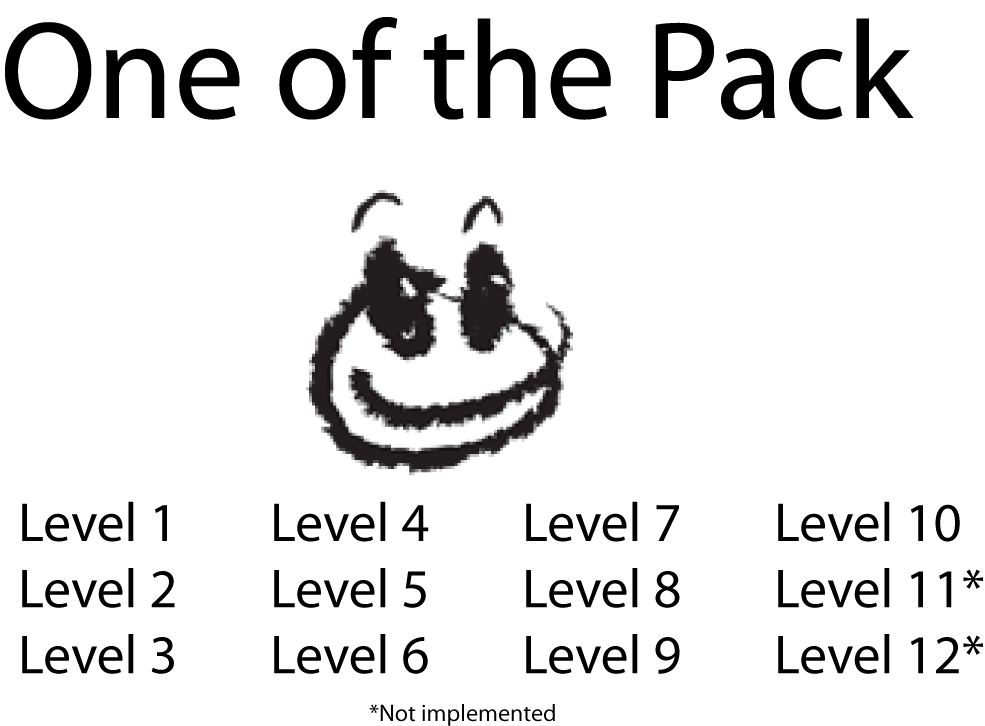 One of the Pack
Level 1 Level 4 Level 7 Level 10
Level 2 Level 5 Level 8 Level 11*
Level 3 Level 6 Level 9 Level 12*
*Not implemented